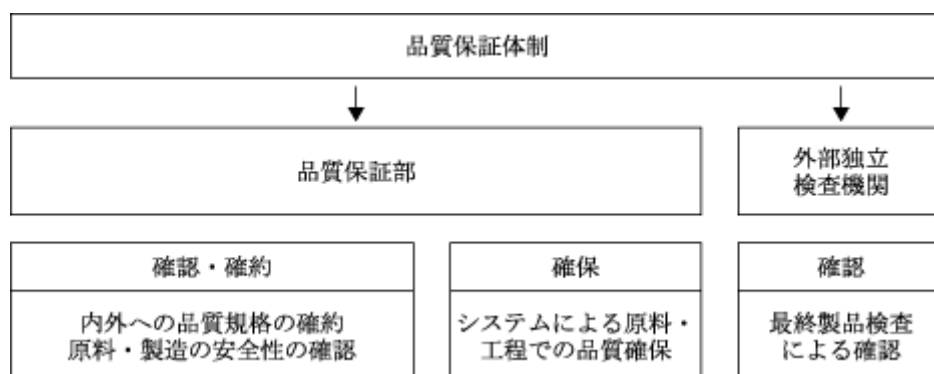 品質保証体制
品質保証部
外部独立
検査機関
確認・確約
内外への品質規格の確約
原料・製造の安全性の確認
確保
システムによる原料・
工程での品質確保
確認
最終製品検査
による確認